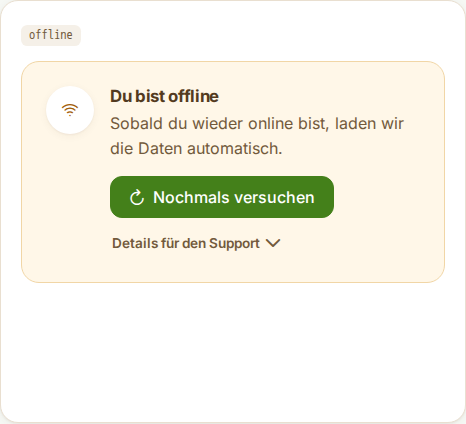 offline
Du bist offline
Sobald du wieder online bist, laden wir
die Daten automatisch.
Nochmals versuchen
Details für den Support